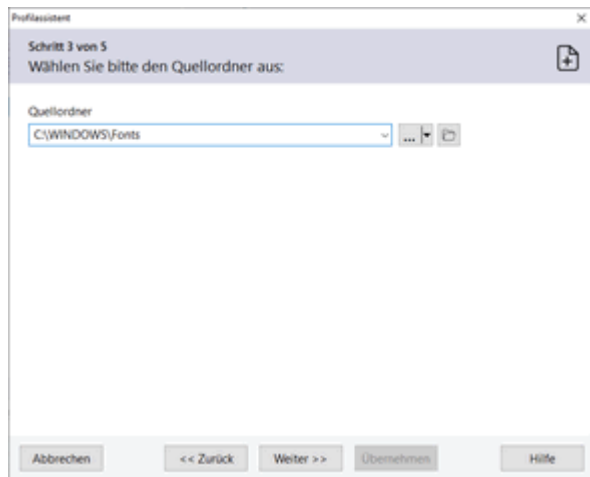 Profilassistent
Schritt 3 von 5
Wählen Sie bitte den Quellordner aus:
Quellordner
C:\WINDOWS\Fonts
...
Abbrechen
<< Zurück
Weiter >>
Übernehmen
Hilfe